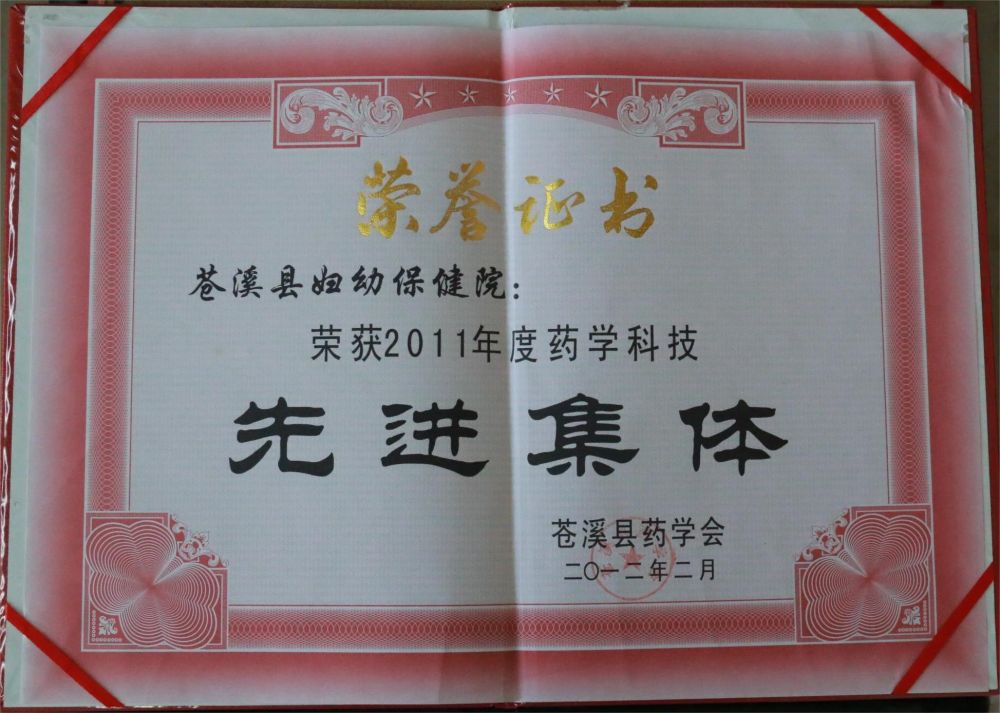 荣誉证书
苍溪县妇幼保健院：
荣获2011年度药学科技
先进集体
苍溪县药学会
二〇一二年二月